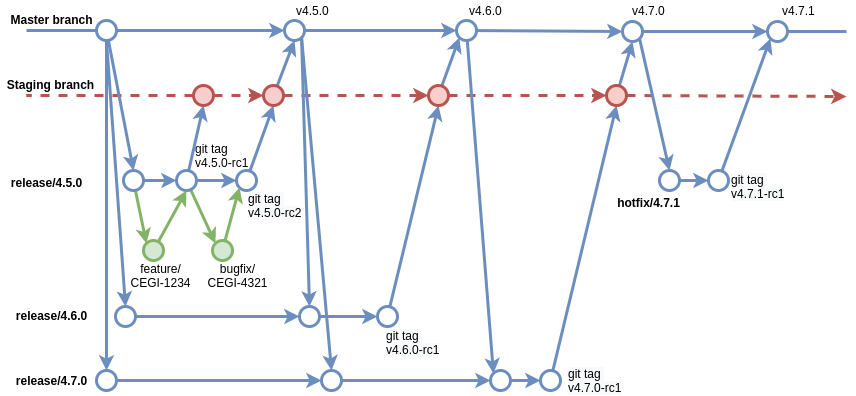 Master branch
v4.5.0
v4.6.0
v4.7.0
v4.7.1
Staging branch
git tag
v4.5.0-rc1
release/4.5.0
git tag
v4.5.0-rc2
hotfix/4.7.1
git tag
v4.7.1-rc1
feature/
CEGI-1234
bugfix/
CEGI-4321
release/4.6.0
git tag
v4.6.0-rc1
release/4.7.0
git tag
v4.7.0-rc1